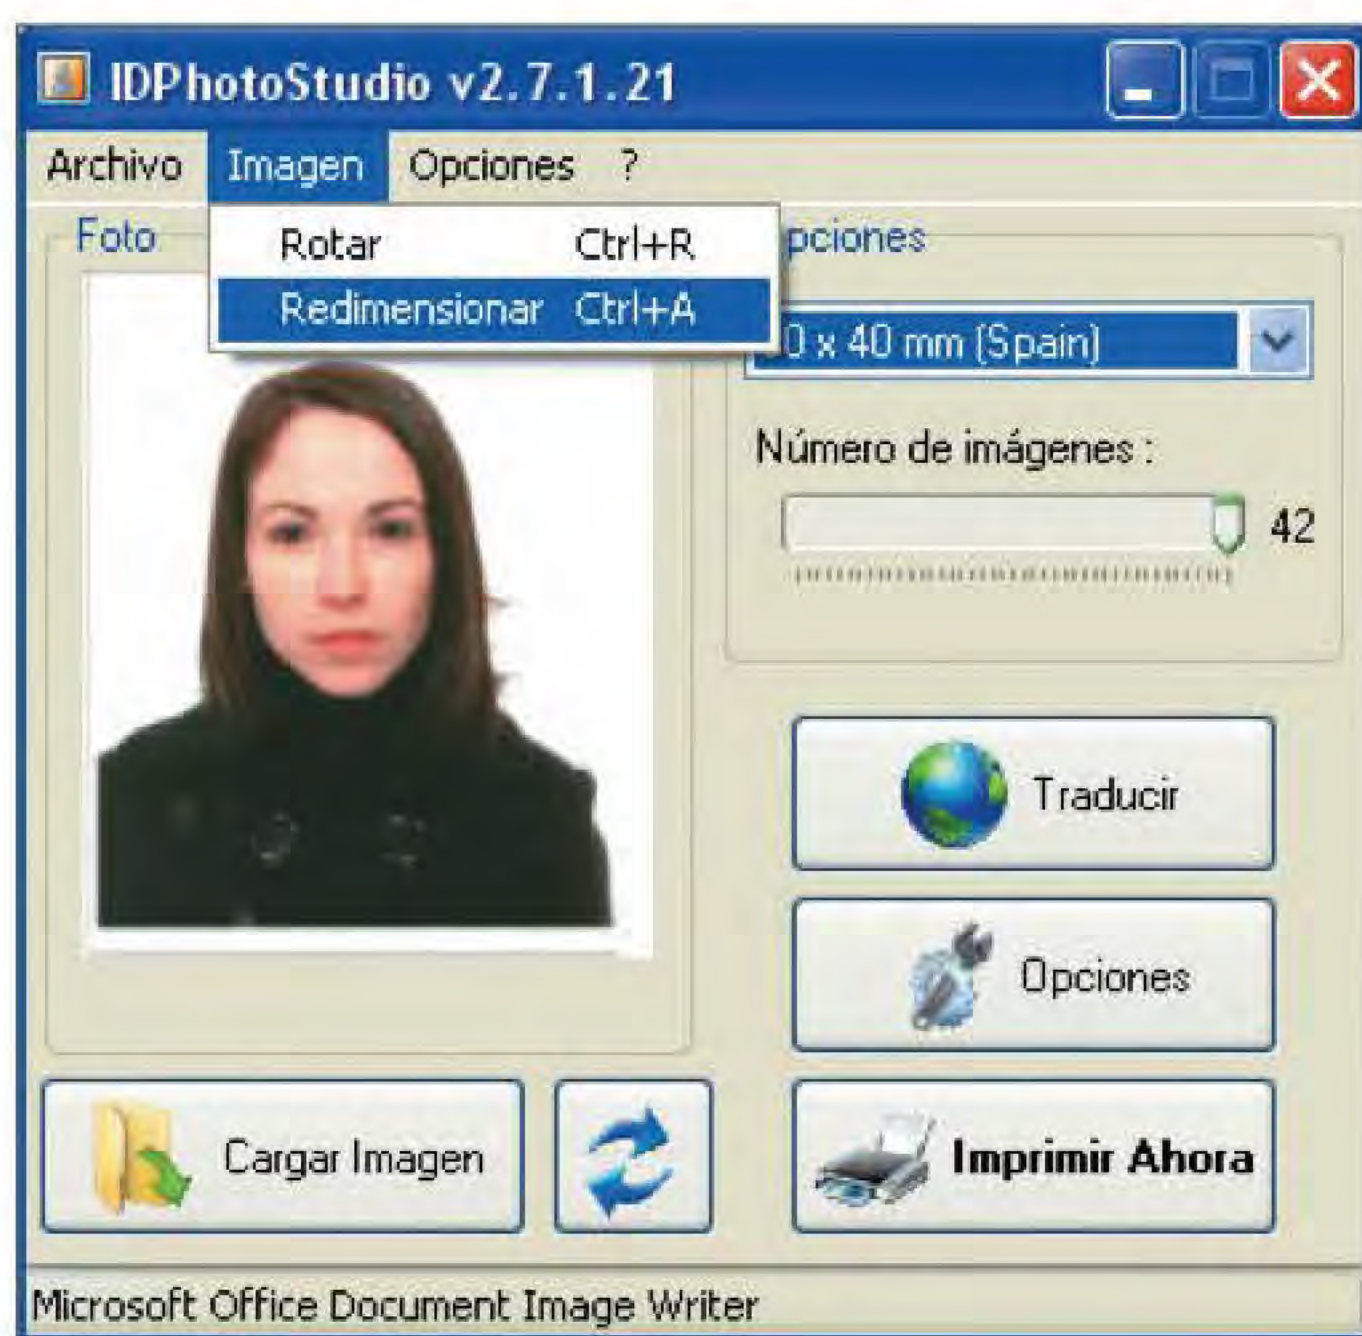 IDPhotoStudio v2.7.1.21
Archivo Imagen Opciones ?
Foto
Rotar Ctrl+R
Redimensionar Ctrl+A
pciones
0 x 40 mm (Spain)
Número de imágenes :
42
Traducir
Opciones
Cargar Imagen
Imprimir Ahora
Microsoft Office Document Image Writer